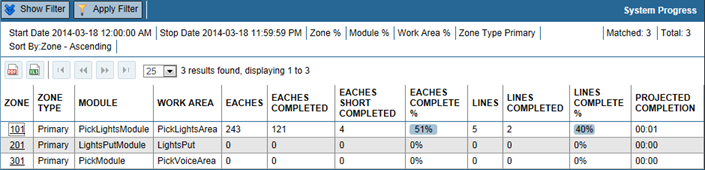 Show Filter Apply Filter System Progress
Start Date 2014-03-18 12:00:00 AM Stop Date 2014-03-18 11:59:59 PM Zone % Module % Work Area % Zone Type Primary Matched: 3 Total: 3
Sort By:Zone - Ascending
PDF XLS 25 3 results found, displaying 1 to 3
ZONE ZONE TYPE MODULE WORK AREA EACHES EACHES COMPLETED EACHES SHORT COMPLETED EACHES COMPLETE % LINES LINES COMPLETED LINES COMPLETE % PROJECTED COMPLETION
101 Primary PickLightsModule PickLightsArea 243 121 4 51% 5 2 40% 00:01
201 Primary LightsPutModule LightsPut 0 0 0 0% 0 0 0% 00:00
301 Primary PickModule PickVoiceArea 0 0 0 0% 0 0 0% 00:00